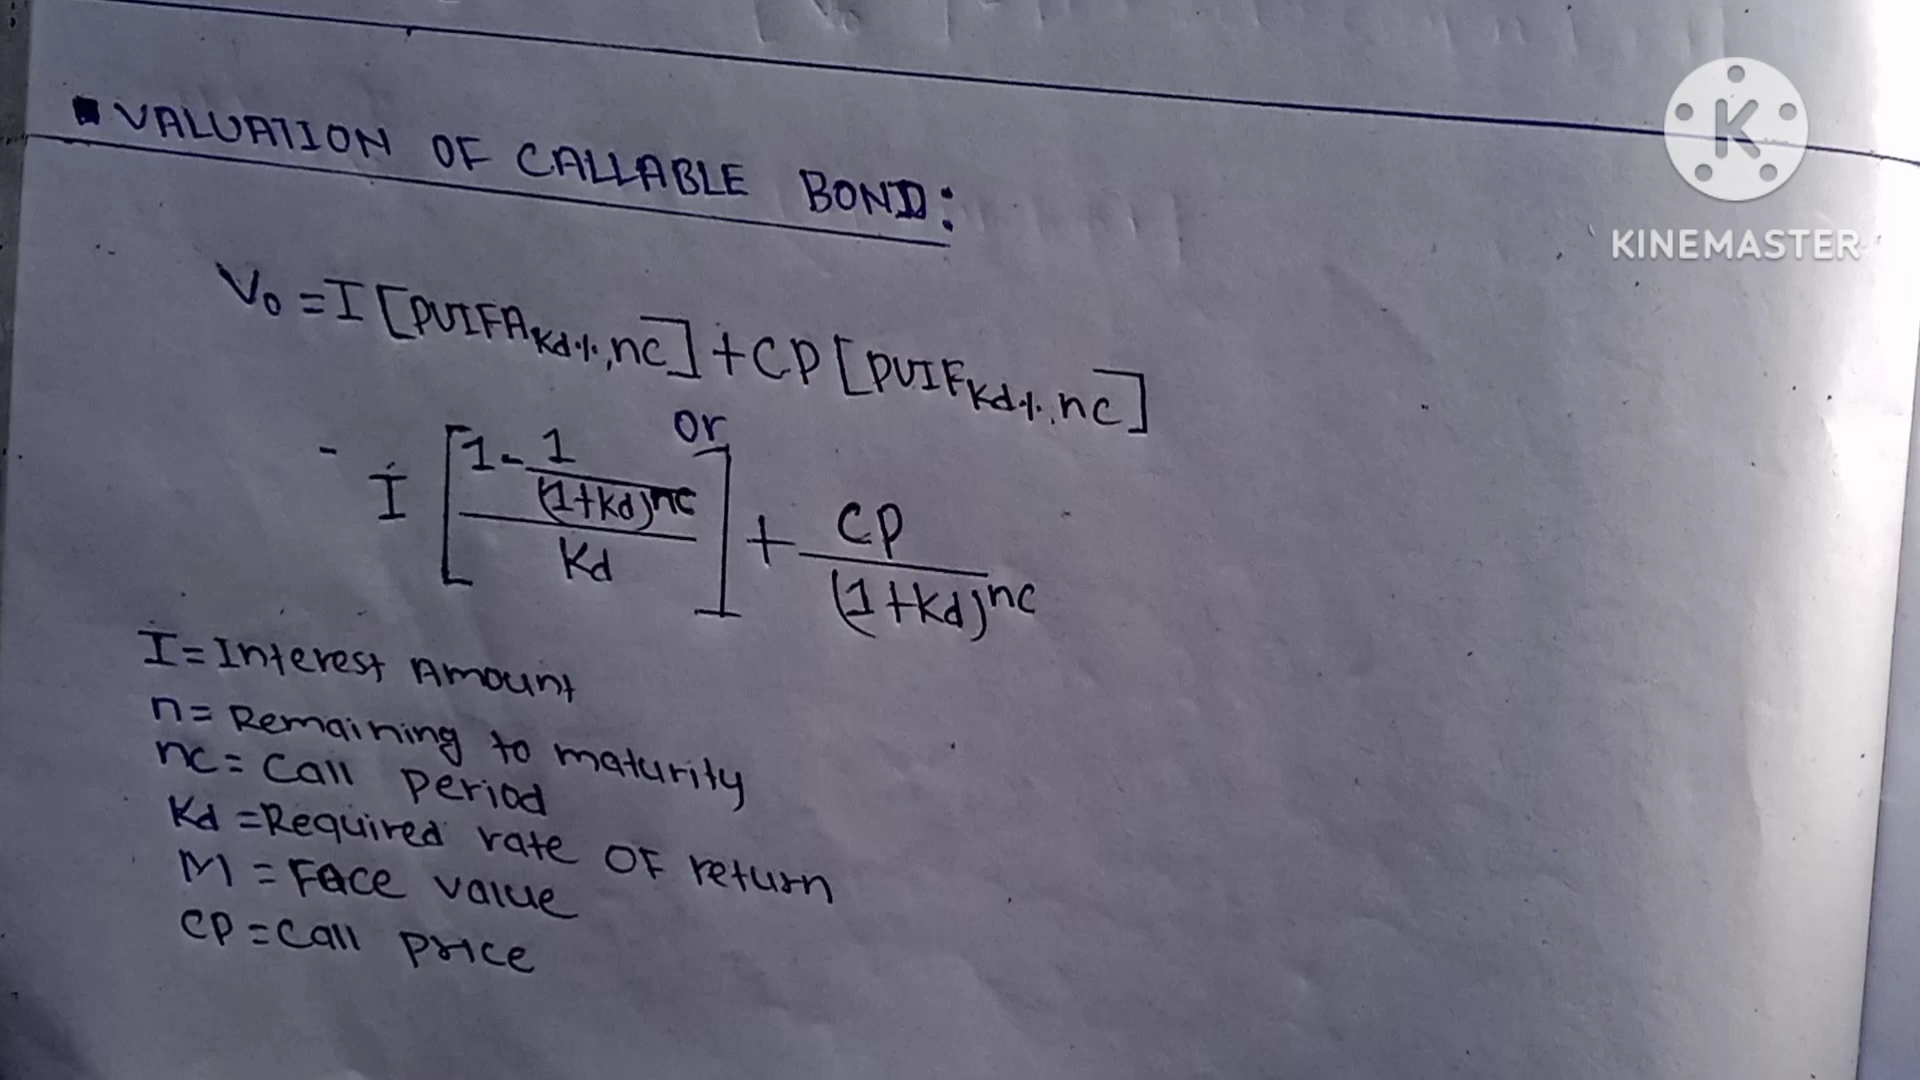 VALUATION OF CALLABLE BOND:
V₀ = I [PVIFA Kd%, nc] + CP [PVIF Kd%, nc]
or
I [1 - 1/(1+Kd)^nc / Kd] + CP/(1+Kd)^nc
I = Interest Amount
n = Remaining to maturity
nc = Call period
Kd = Required rate OF return
M = Face value
CP = Call price
K
KINEMASTER